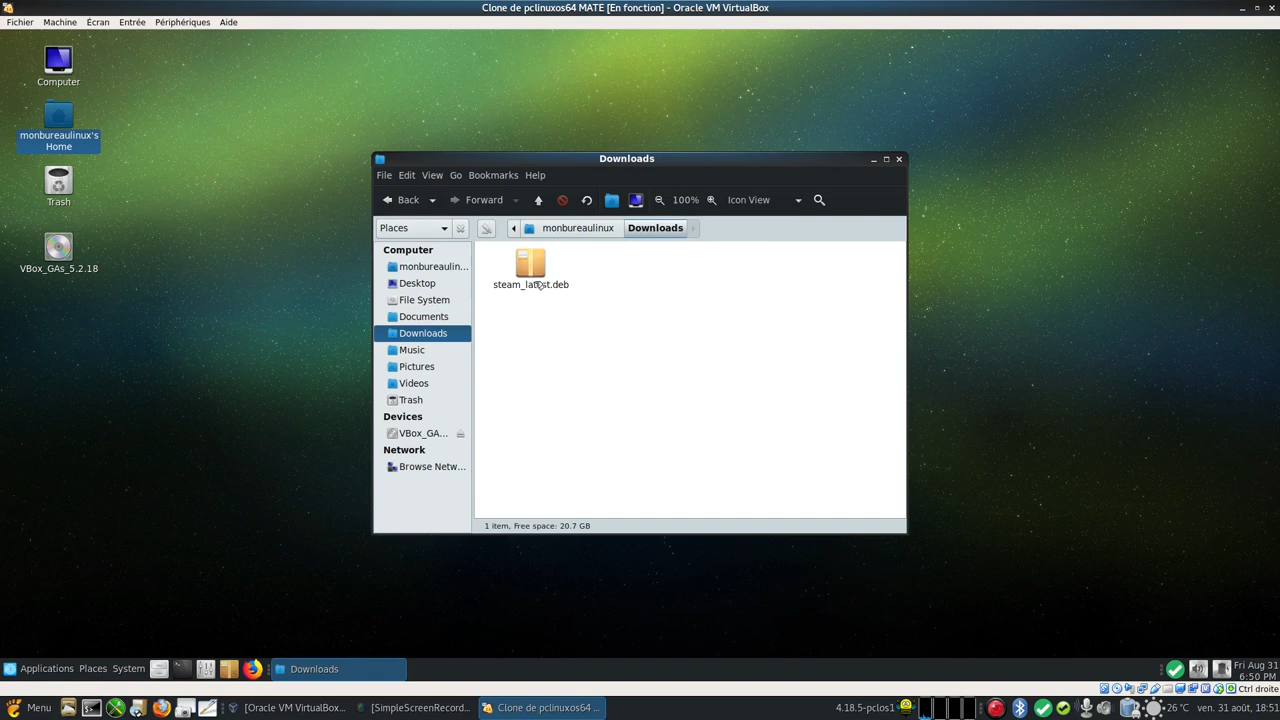 Clone de pclinuxos64 MATE [En fonction] - Oracle VM VirtualBox
Fichier Machine Écran Entrée Périphériques Aide
Computer
monbureaulinux's
Home
Trash
VBox_GAs_5.2.18
Downloads
File Edit View Go Bookmarks Help
Back Forward 100% Icon View
Places monbureaulinux Downloads
Computer
monbureaulin...
Desktop
File System
Documents
Downloads
Music
Pictures
Videos
Trash
Devices
VBox_GA...
Network
Browse Netw...
steam_latest.deb
1 item, Free space: 20.7 GB
Applications Places System Downloads
Fri Aug 31
6:50 PM
Ctrl droite
Menu [Oracle VM VirtualBox... [SimpleScreenRecord... Clone de pclinuxos64 ... 4.18.5-pclos1 26 °C ven. 31 août, 18:51